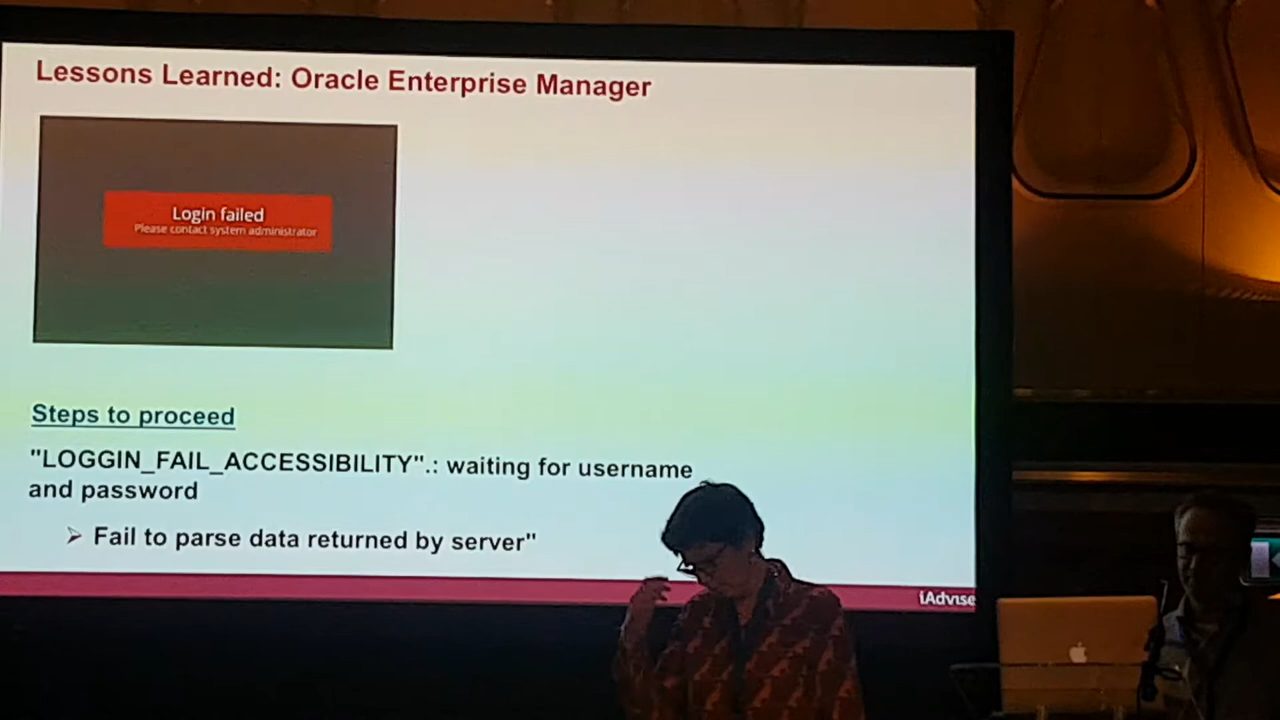 Lessons Learned: Oracle Enterprise Manager
Login failed
Please contact system administrator
Steps to proceed
"LOGGIN_FAIL_ACCESSIBILITY".: waiting for username
and password
➢ Fail to parse data returned by server"
iAdvise